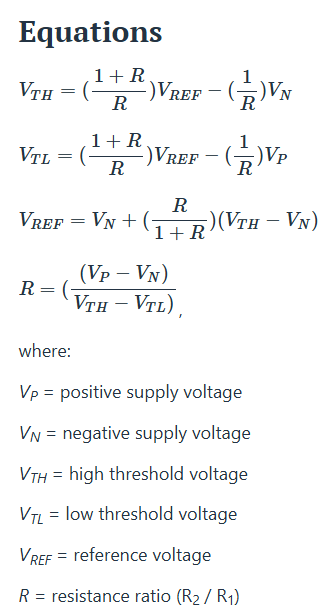 Equations
V_TH = ((1 + R)/R)V_REF − (1/R)V_N
V_TL = ((1 + R)/R)V_REF − (1/R)V_P
V_REF = V_N + (R/(1 + R))(V_TH − V_N)
R = ((V_P − V_N)/(V_TH − V_TL)),
where:
V_P = positive supply voltage
V_N = negative supply voltage
V_TH = high threshold voltage
V_TL = low threshold voltage
V_REF = reference voltage
R = resistance ratio (R₂ / R₁)